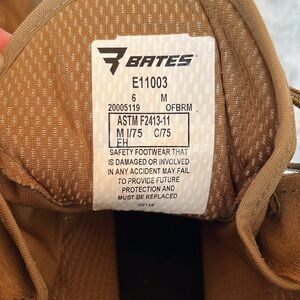 BATES
E11003
6 M
20005119 OFBRM
ASTM F2413-11
M I/75 C/75
EH
SAFETY FOOTWEAR THAT
IS DAMAGED OR INVOLVED
IN ANY ACCIDENT MAY FAIL
TO PROVIDE FUTURE
PROTECTION AND
MUST BE REPLACED